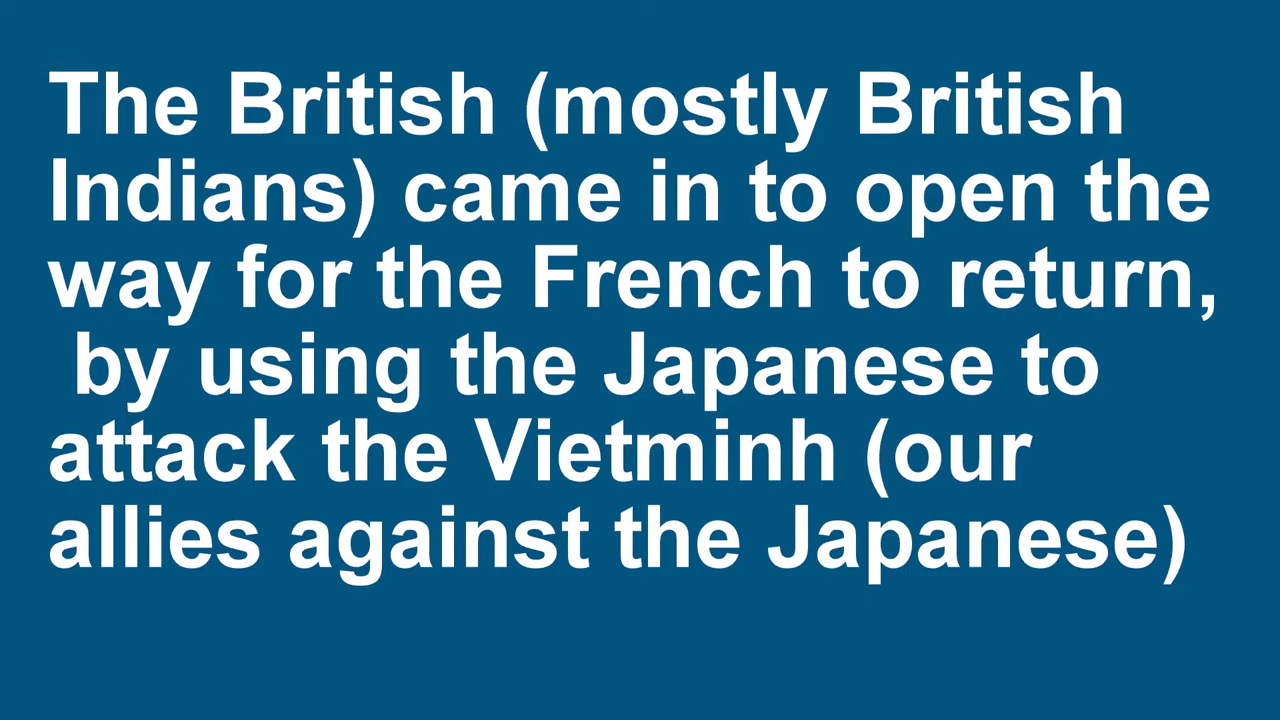 The British (mostly British
Indians) came in to open the
way for the French to return,
by using the Japanese to
attack the Vietminh (our
allies against the Japanese)